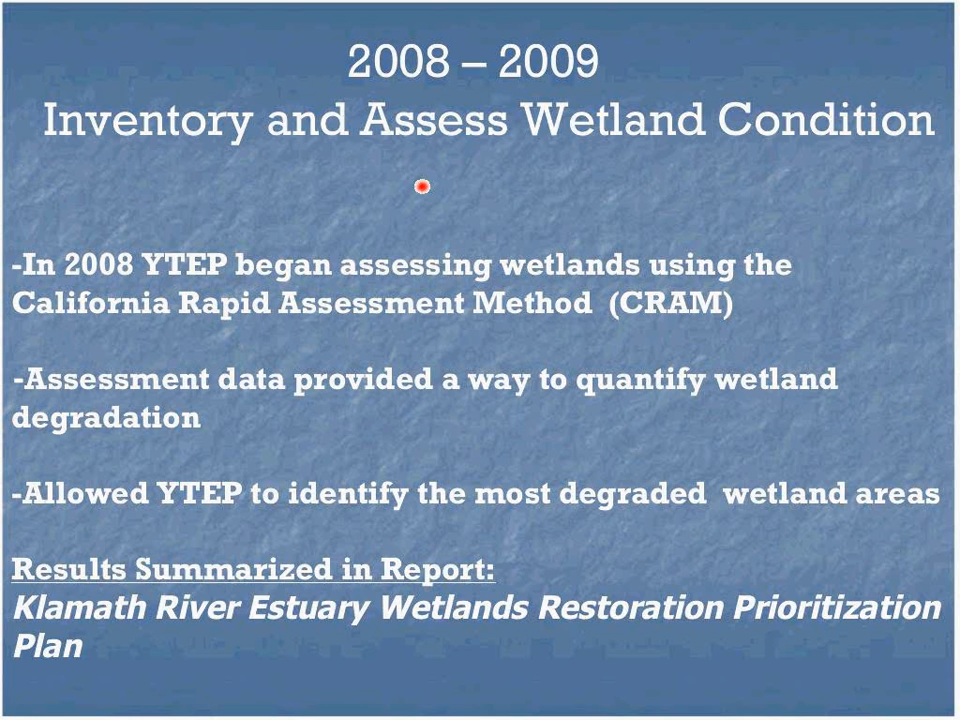 2008 – 2009
Inventory and Assess Wetland Condition
-In 2008 YTEP began assessing wetlands using the
California Rapid Assessment Method (CRAM)
-Assessment data provided a way to quantify wetland
degradation
-Allowed YTEP to identify the most degraded wetland areas
Results Summarized in Report:
Klamath River Estuary Wetlands Restoration Prioritization
Plan